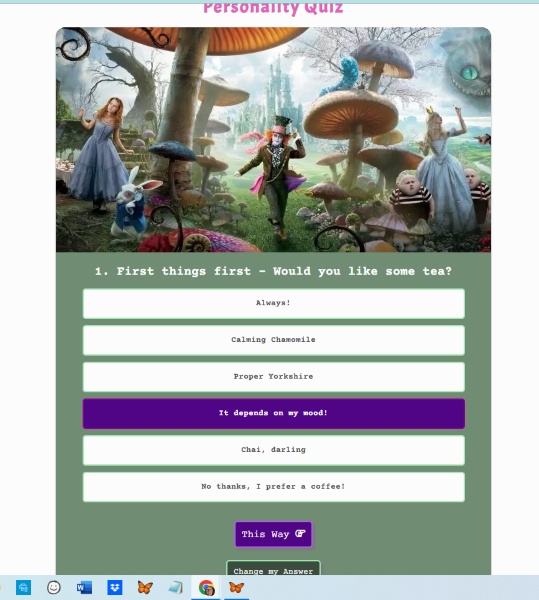 Personality Quiz
1. First things first - Would you like some tea?
Always!
Calming Chamomile
Proper Yorkshire
It depends on my mood!
Chai, darling
No thanks, I prefer a coffee!
This Way
Change my Answer